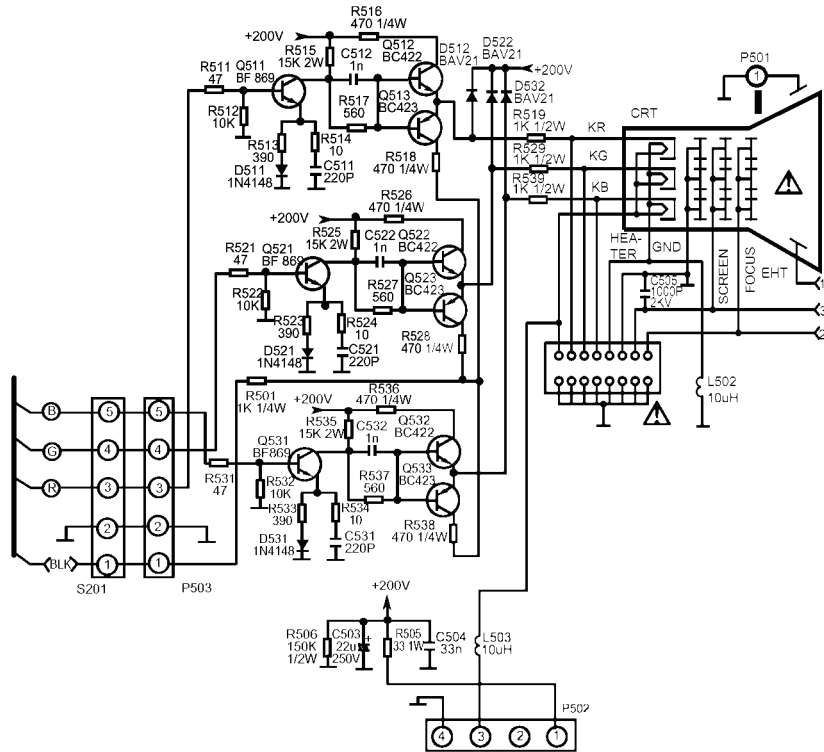 R516
470 1/4W
+200V
R515
15K 2W
C512
1n
Q512
BC422
D512
BAV21
D522
BAV21
+200V
D532
BAV21
P501
1
R511
47
Q511
BF 869
R512
10K
R517
560
Q513
BC423
R513
390
R514
10
D511
1N4148
C511
220P
R518
470 1/4W
R519
1K 1/2W
KR
CRT
R529
1K 1/2W
KG
R539
1K 1/2W
KB
R526
470 1/4W
+200V
R525
15K 2W
C522
1n
Q522
BC422
R521
47
Q521
BF 869
R522
10K
R527
560
Q523
BC423
R523
390
R524
10
D521
1N4148
C521
220P
R528
470 1/4W
HEA-
TER
GND
SCREEN
FOCUS
EHT
C505
1000P
2KV
1
3
2
L502
10uH
R501
1K 1/4W
R536
470 1/4W
+200V
R535
15K 2W
C532
1n
Q532
BC422
Q531
BF869
R531
47
R532
10K
R537
560
Q533
BC423
R533
390
R534
10
D531
1N4148
C531
220P
R538
470 1/4W
B
5
5
G
4
4
R
3
3
2
2
BLK
1
1
S201
P503
+200V
R506
150K
1/2W
C503
22u
250V
+
R505
33 1W
C504
33n
L503
10uH
P502
4
3
2
1